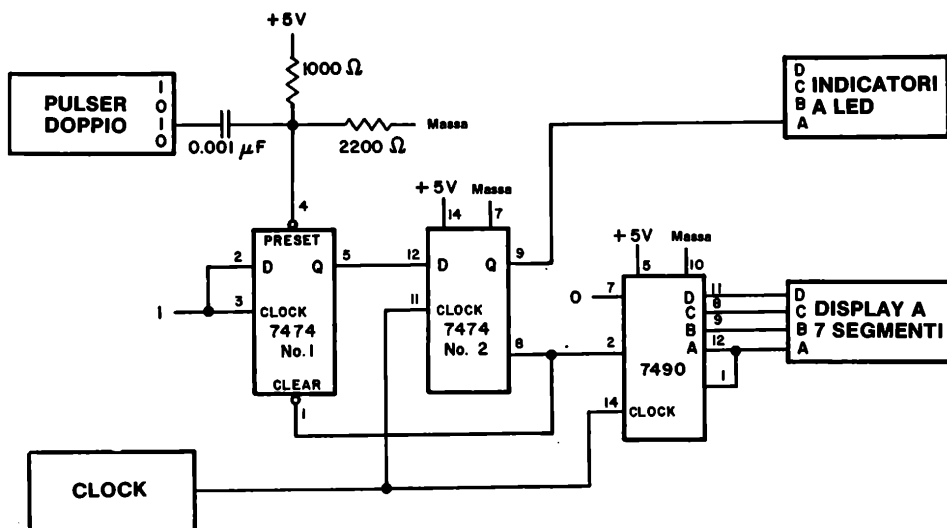 +5V
1000 Ω
PULSER
DOPPIO
1
0
1
0
0.001 μF
2200 Ω
Massa
D
C
B
A
INDICATORI
A LED
4
PRESET
2
D
Q
5
1
3
CLOCK
7474
No. 1
CLEAR
1
+5V
Massa
14
7
12
D
Q
9
11
CLOCK
7474
No. 2
8
+5V
Massa
5
10
0
7
D
11
C
8
B
9
A
12
2
7490
1
14
CLOCK
D
C
B
A
DISPLAY A
7 SEGMENTI
CLOCK